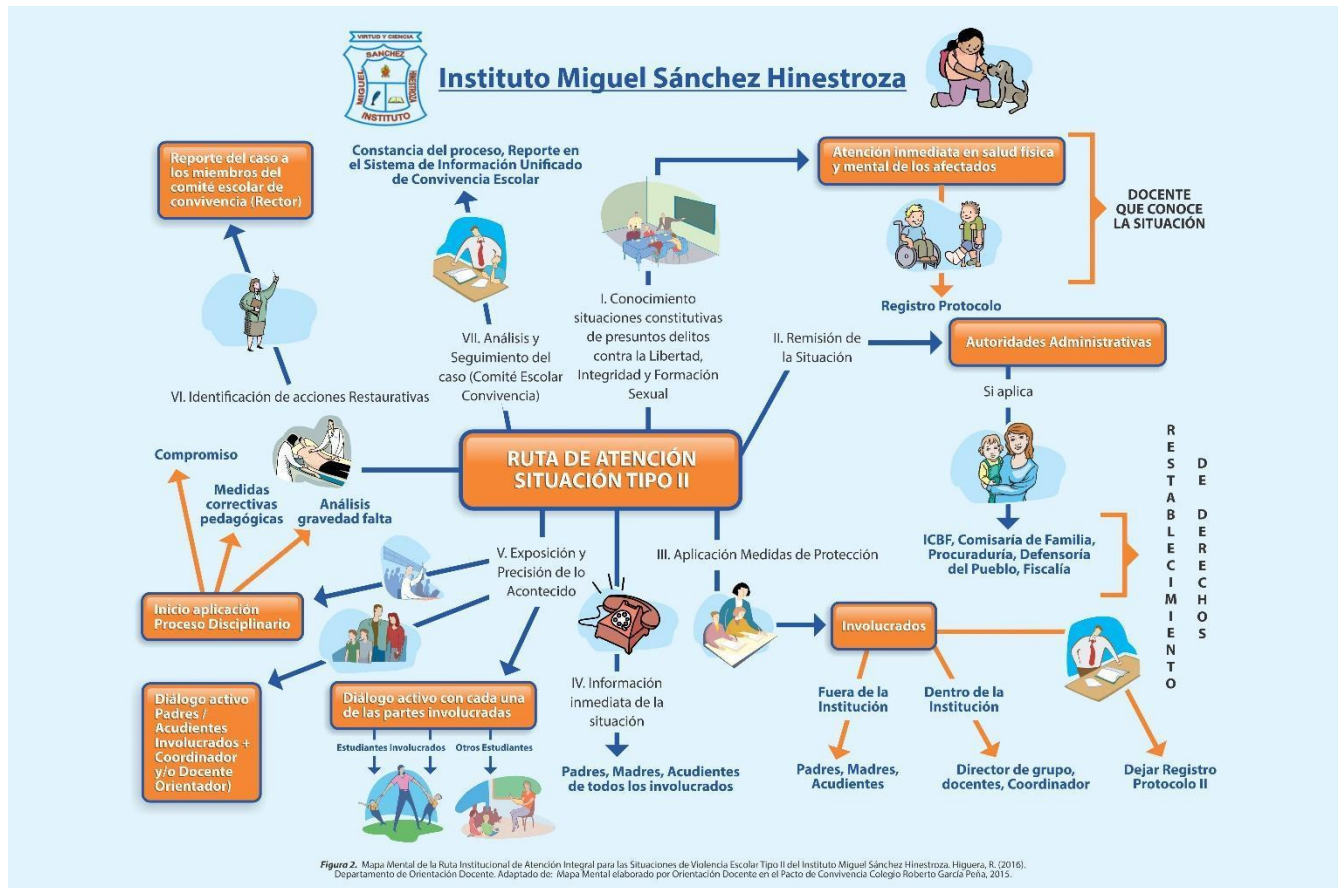 VIRTUD Y CIENCIA
SANCHEZ
MIGUEL
HINESTROZA
INSTITUTO
Instituto Miguel Sánchez Hinestroza
Reporte del caso a
los miembros del
comité escolar de
convivencia (Rector)
Constancia del proceso, Reporte en
el Sistema de Información Unificado
de Convivencia Escolar
Atención inmediata en salud física
y mental de los afectados
DOCENTE
QUE CONOCE
LA SITUACIÓN
Registro Protocolo
I. Conocimiento
situaciones constitutivas
de presuntos delitos
contra la Libertad,
Integridad y Formación
Sexual
II. Remisión de
la Situación
Autoridades Administrativas
Si aplica
VII. Análisis y
Seguimiento del
caso (Comité Escolar
Convivencia)
VI. Identificación de acciones Restaurativas
RUTA DE ATENCIÓN
SITUACIÓN TIPO II
Compromiso
Medidas
correctivas
pedagógicas
Análisis
gravedad falta
ICBF, Comisaría de Familia,
Procuraduría, Defensoría
del Pueblo, Fiscalía
RESTABLECIMIENTO
DE DERECHOS
V. Exposición y
Precisión de lo
Acontecido
III. Aplicación Medidas de Protección
Inicio aplicación
Proceso Disciplinario
Involucrados
Diálogo activo
Padres /
Acudientes
Involucrados +
Coordinador
y/o Docente
Orientador)
Diálogo activo con cada una
de las partes involucradas
Estudiantes Involucrados
Otros Estudiantes
IV. Información
inmediata de la
situación
Padres, Madres, Acudientes
de todos los involucrados
Fuera de la
Institución
Dentro de la
Institución
Padres, Madres,
Acudientes
Director de grupo,
docentes, Coordinador
Dejar Registro
Protocolo II
Figura 2. Mapa Mental de la Ruta Institucional de Atención Integral para las Situaciones de Violencia Escolar Tipo II del Instituto Miguel Sánchez Hinestroza. Higuera, R. (2016).
Departamento de Orientación Docente. Adaptado de: Mapa Mental elaborado por Orientación Docente en el Pacto de Convivencia Colegio Roberto García Peña, 2015.